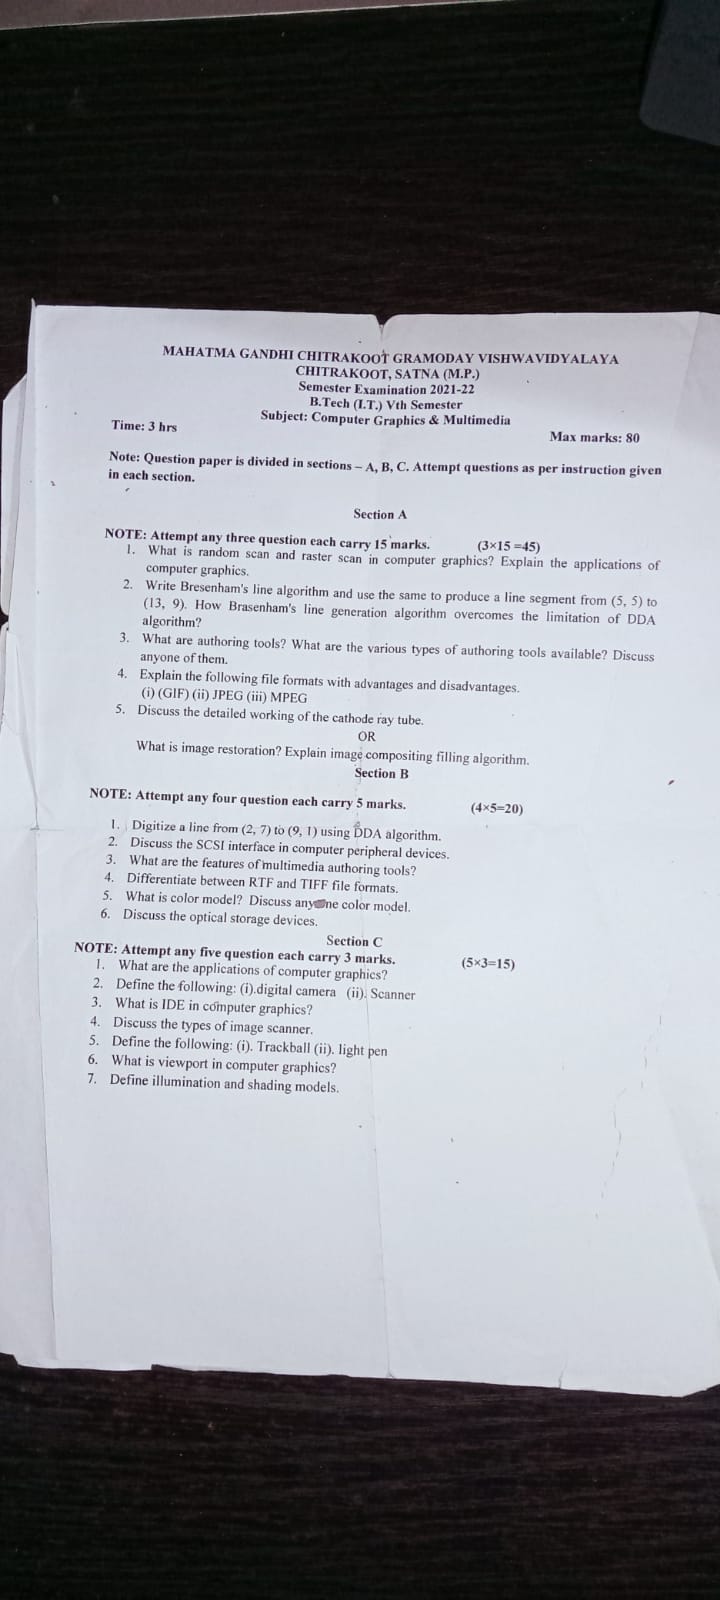 MAHATMA GANDHI CHITRAKOOT GRAMODAY VISHWAVIDYALAYA
CHITRAKOOT, SATNA (M.P.)
Semester Examination 2021-22
B.Tech (I.T.) Vth Semester
Subject: Computer Graphics & Multimedia
Time: 3 hrs
Max marks: 80
Note: Question paper is divided in sections – A, B, C. Attempt questions as per instruction given
in each section.
Section A
NOTE: Attempt any three question each carry 15 marks. (3×15 =45)
1. What is random scan and raster scan in computer graphics? Explain the applications of
computer graphics.
2. Write Bresenham's line algorithm and use the same to produce a line segment from (5, 5) to
(13, 9). How Brasenham's line generation algorithm overcomes the limitation of DDA
algorithm?
3. What are authoring tools? What are the various types of authoring tools available? Discuss
anyone of them.
4. Explain the following file formats with advantages and disadvantages.
(i) (GIF) (ii) JPEG (iii) MPEG
5. Discuss the detailed working of the cathode ray tube.
OR
What is image restoration? Explain image compositing filling algorithm.
Section B
NOTE: Attempt any four question each carry 5 marks. (4×5=20)
1. Digitize a line from (2, 7) to (9, 1) using DDA algorithm.
2. Discuss the SCSI interface in computer peripheral devices.
3. What are the features of multimedia authoring tools?
4. Differentiate between RTF and TIFF file formats.
5. What is color model? Discuss anyone color model.
6. Discuss the optical storage devices.
Section C
NOTE: Attempt any five question each carry 3 marks. (5×3=15)
1. What are the applications of computer graphics?
2. Define the following: (i).digital camera (ii). Scanner
3. What is IDE in computer graphics?
4. Discuss the types of image scanner.
5. Define the following: (i). Trackball (ii). light pen
6. What is viewport in computer graphics?
7. Define illumination and shading models.